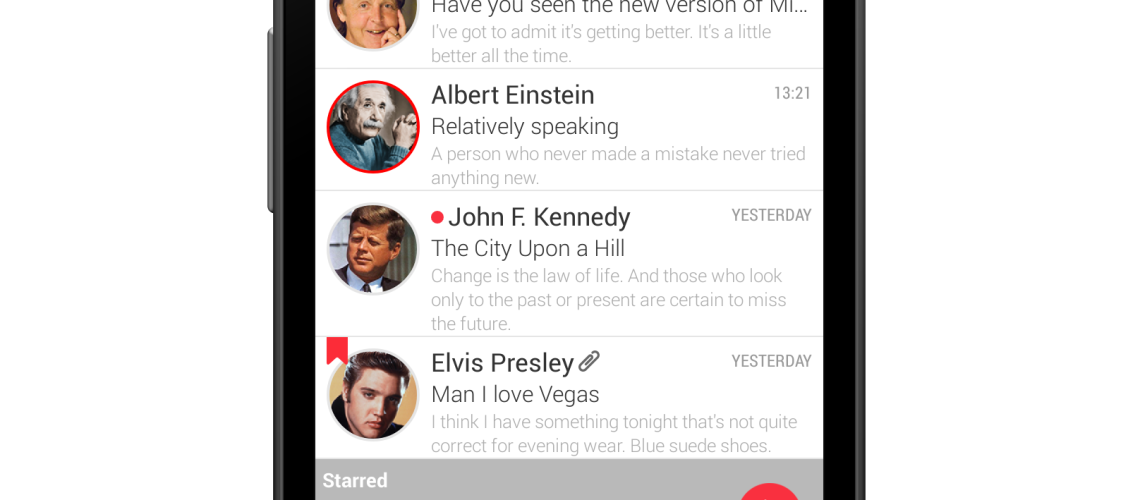 Have you seen the new version of Mi...
I've got to admit it's getting better. It's a little
better all the time.
Albert Einstein
13:21
Relatively speaking
A person who never made a mistake never tried
anything new.
John F. Kennedy
YESTERDAY
The City Upon a Hill
Change is the law of life. And those who look
only to the past or present are certain to miss
the future.
Elvis Presley
YESTERDAY
Man I love Vegas
I think I have something tonight that's not quite
correct for evening wear. Blue suede shoes.
Starred